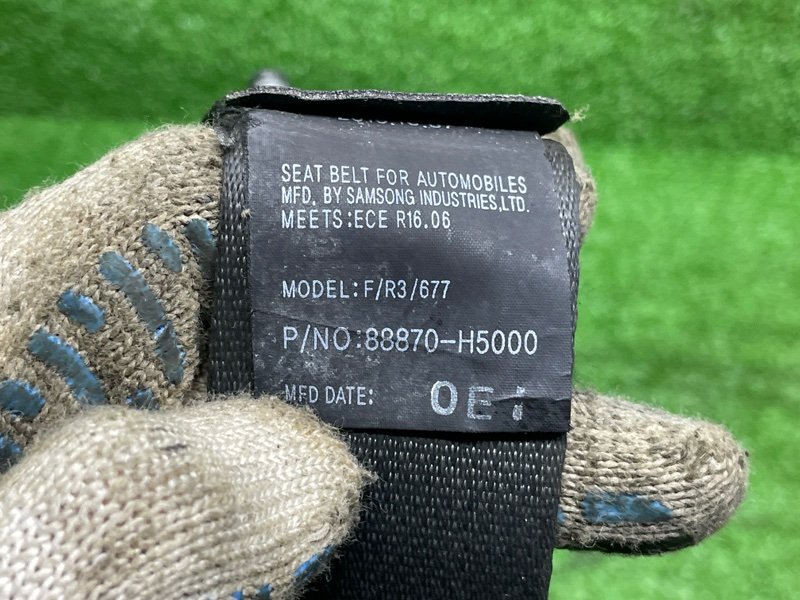 SEAT BELT FOR AUTOMOBILES
MFD. BY SAMSONG INDUSTRIES,LTD.
MEETS:ECE R16.06
MODEL:F/R3/677
P/NO:88870-H5000
MFD DATE: OE